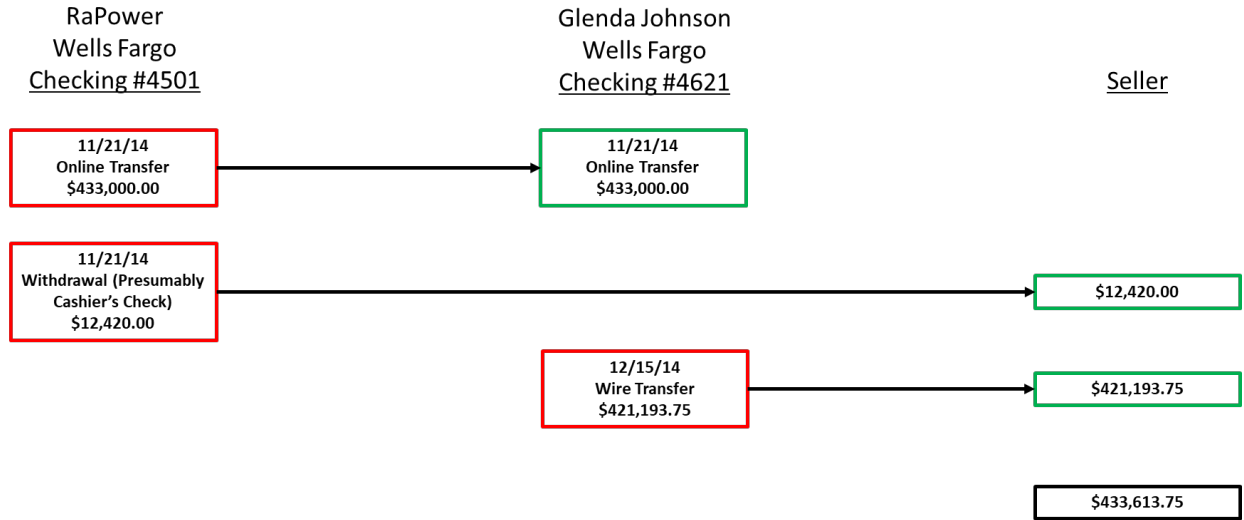 RaPower
Wells Fargo
Checking #4501
Glenda Johnson
Wells Fargo
Checking #4621
Seller
11/21/14
Online Transfer
$433,000.00
11/21/14
Online Transfer
$433,000.00
11/21/14
Withdrawal (Presumably
Cashier's Check)
$12,420.00
$12,420.00
12/15/14
Wire Transfer
$421,193.75
$421,193.75
$433,613.75